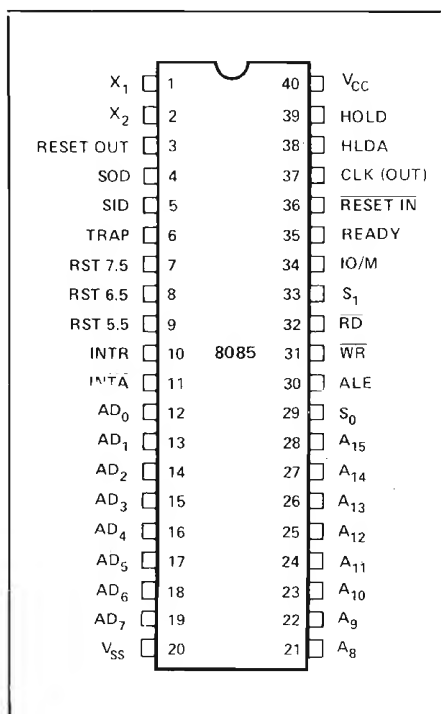 X₁ 1 40 V_CC
X₂ 2 39 HOLD
RESET OUT 3 38 HLDA
SOD 4 37 CLK (OUT)
SID 5 36 RESET IN
TRAP 6 35 READY
RST 7.5 7 34 IO/M
RST 6.5 8 33 S₁
RST 5.5 9 32 RD
INTR 10 8085 31 WR
INTA 11 30 ALE
AD₀ 12 29 S₀
AD₁ 13 28 A₁₅
AD₂ 14 27 A₁₄
AD₃ 15 26 A₁₃
AD₄ 16 25 A₁₂
AD₅ 17 24 A₁₁
AD₆ 18 23 A₁₀
AD₇ 19 22 A₉
V_SS 20 21 A₈